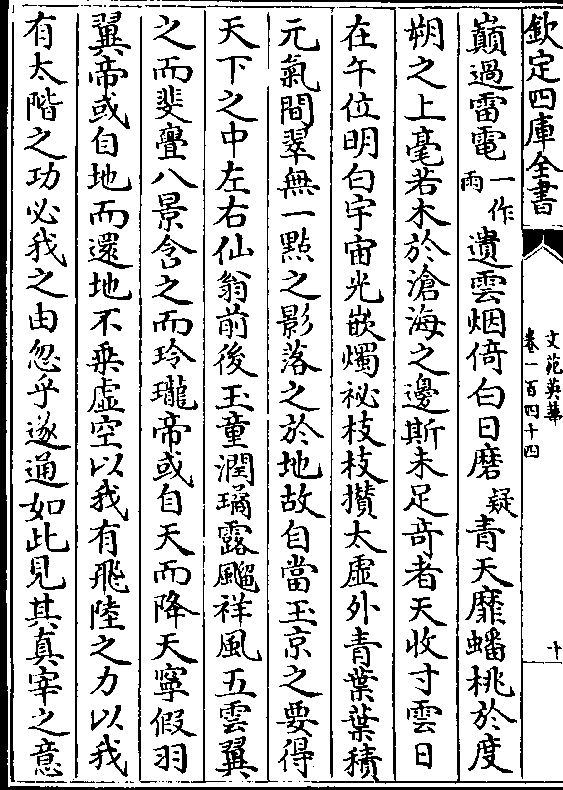 欽定四庫全書
文苑英華
卷一百四十四
十
巔過雷電一作雨遺雲烟倚白日磨疑青天靡蟠桃於度
朔之上毫若木於滄海之邊斯未足竒者天收寸雲日
在午位明白宇宙光嵌燭祕枝枝攢太虛外青葉葉積
元氣間翠無一點之影落之於地故自當玉京之要得
天下之中左右仙翁前後玉童潤璚露飂祥風五雲翼
之而斐亹八景含之而玲瓏帝或自天而降天寧假羽
翼帝或自地而還地不乗虛空以我有飛陸之力以我
有太階之功必我之由忽乎遂通如此見其真宰之意